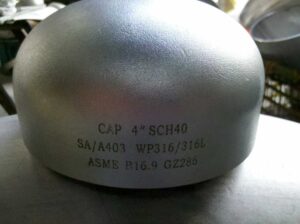 CAP 4" SCH40
SA/A403 WP316/316L
ASME B16.9 GZ286